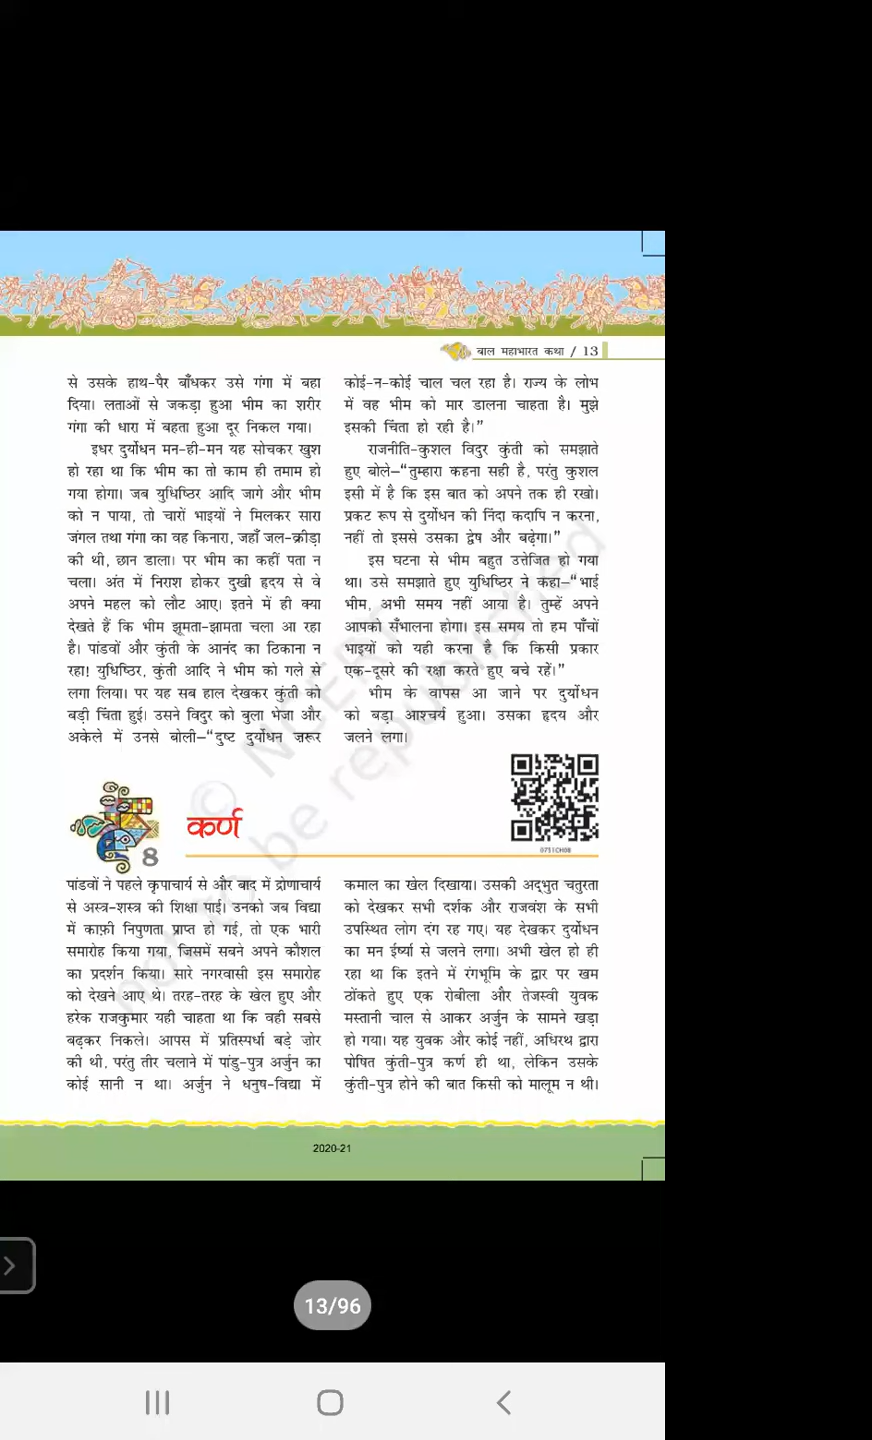 बाल महाभारत कथा / 13
से उसके हाथ-पैर बाँधकर उसे गंगा में बहा
दिया। लताओं से जकड़ा हुआ भीम का शरीर
गंगा की धारा में बहता हुआ दूर निकल गया।
इधर दुर्योधन मन-ही-मन यह सोचकर खुश
हो रहा था कि भीम का तो काम ही तमाम हो
गया होगा। जब युधिष्ठिर आदि जागे और भीम
को न पाया, तो चारों भाइयों ने मिलकर सारा
जंगल तथा गंगा का वह किनारा, जहाँ जल-क्रीड़ा
की थी, छान डाला। पर भीम का कहीं पता न
चला। अंत में निराश होकर दुखी हृदय से वे
अपने महल को लौट आए। इतने में ही क्या
देखते हैं कि भीम झूमता-झामता चला आ रहा
है। पांडवों और कुंती के आनंद का ठिकाना न
रहा! युधिष्ठिर, कुंती आदि ने भीम को गले से
लगा लिया। पर यह सब हाल देखकर कुंती को
बड़ी चिंता हुई। उसने विदुर को बुला भेजा और
अकेले में उनसे बोली–“दुष्ट दुर्योधन ज़रूर
कोई-न-कोई चाल चल रहा है। राज्य के लोभ
में वह भीम को मार डालना चाहता है। मुझे
इसकी चिंता हो रही है।”
राजनीति-कुशल विदुर कुंती को समझाते
हुए बोले–“तुम्हारा कहना सही है, परंतु कुशल
इसी में है कि इस बात को अपने तक ही रखो।
प्रकट रूप से दुर्योधन की निंदा कदापि न करना,
नहीं तो इससे उसका द्वेष और बढ़ेगा।”
इस घटना से भीम बहुत उत्तेजित हो गया
था। उसे समझाते हुए युधिष्ठिर ने कहा–“भाई
भीम, अभी समय नहीं आया है। तुम्हें अपने
आपको सँभालना होगा। इस समय तो हम पाँचों
भाइयों को यही करना है कि किसी प्रकार
एक-दूसरे की रक्षा करते हुए बचे रहें।”
भीम के वापस आ जाने पर दुर्योधन
को बड़ा आश्चर्य हुआ। उसका हृदय और
जलने लगा।
8
कर्ण
0751CH08
पांडवों ने पहले कृपाचार्य से और बाद में द्रोणाचार्य
से अस्त्र-शस्त्र की शिक्षा पाई। उनको जब विद्या
में काफ़ी निपुणता प्राप्त हो गई, तो एक भारी
समारोह किया गया, जिसमें सबने अपने कौशल
का प्रदर्शन किया। सारे नगरवासी इस समारोह
को देखने आए थे। तरह-तरह के खेल हुए और
हरेक राजकुमार यही चाहता था कि वही सबसे
बढ़कर निकले। आपस में प्रतिस्पर्धा बड़े ज़ोर
की थी, परंतु तीर चलाने में पांडु-पुत्र अर्जुन का
कोई सानी न था। अर्जुन ने धनुष-विद्या में
कमाल का खेल दिखाया। उसकी अद्भुत चतुरता
को देखकर सभी दर्शक और राजवंश के सभी
उपस्थित लोग दंग रह गए। यह देखकर दुर्योधन
का मन ईर्ष्या से जलने लगा। अभी खेल हो ही
रहा था कि इतने में रंगभूमि के द्वार पर खम
ठोंकते हुए एक रोबीला और तेजस्वी युवक
मस्तानी चाल से आकर अर्जुन के सामने खड़ा
हो गया। यह युवक और कोई नहीं, अधिरथ द्वारा
पोषित कुंती-पुत्र कर्ण ही था, लेकिन उसके
कुंती-पुत्र होने की बात किसी को मालूम न थी।
© NCERT
not to be republished
2020-21
13/96